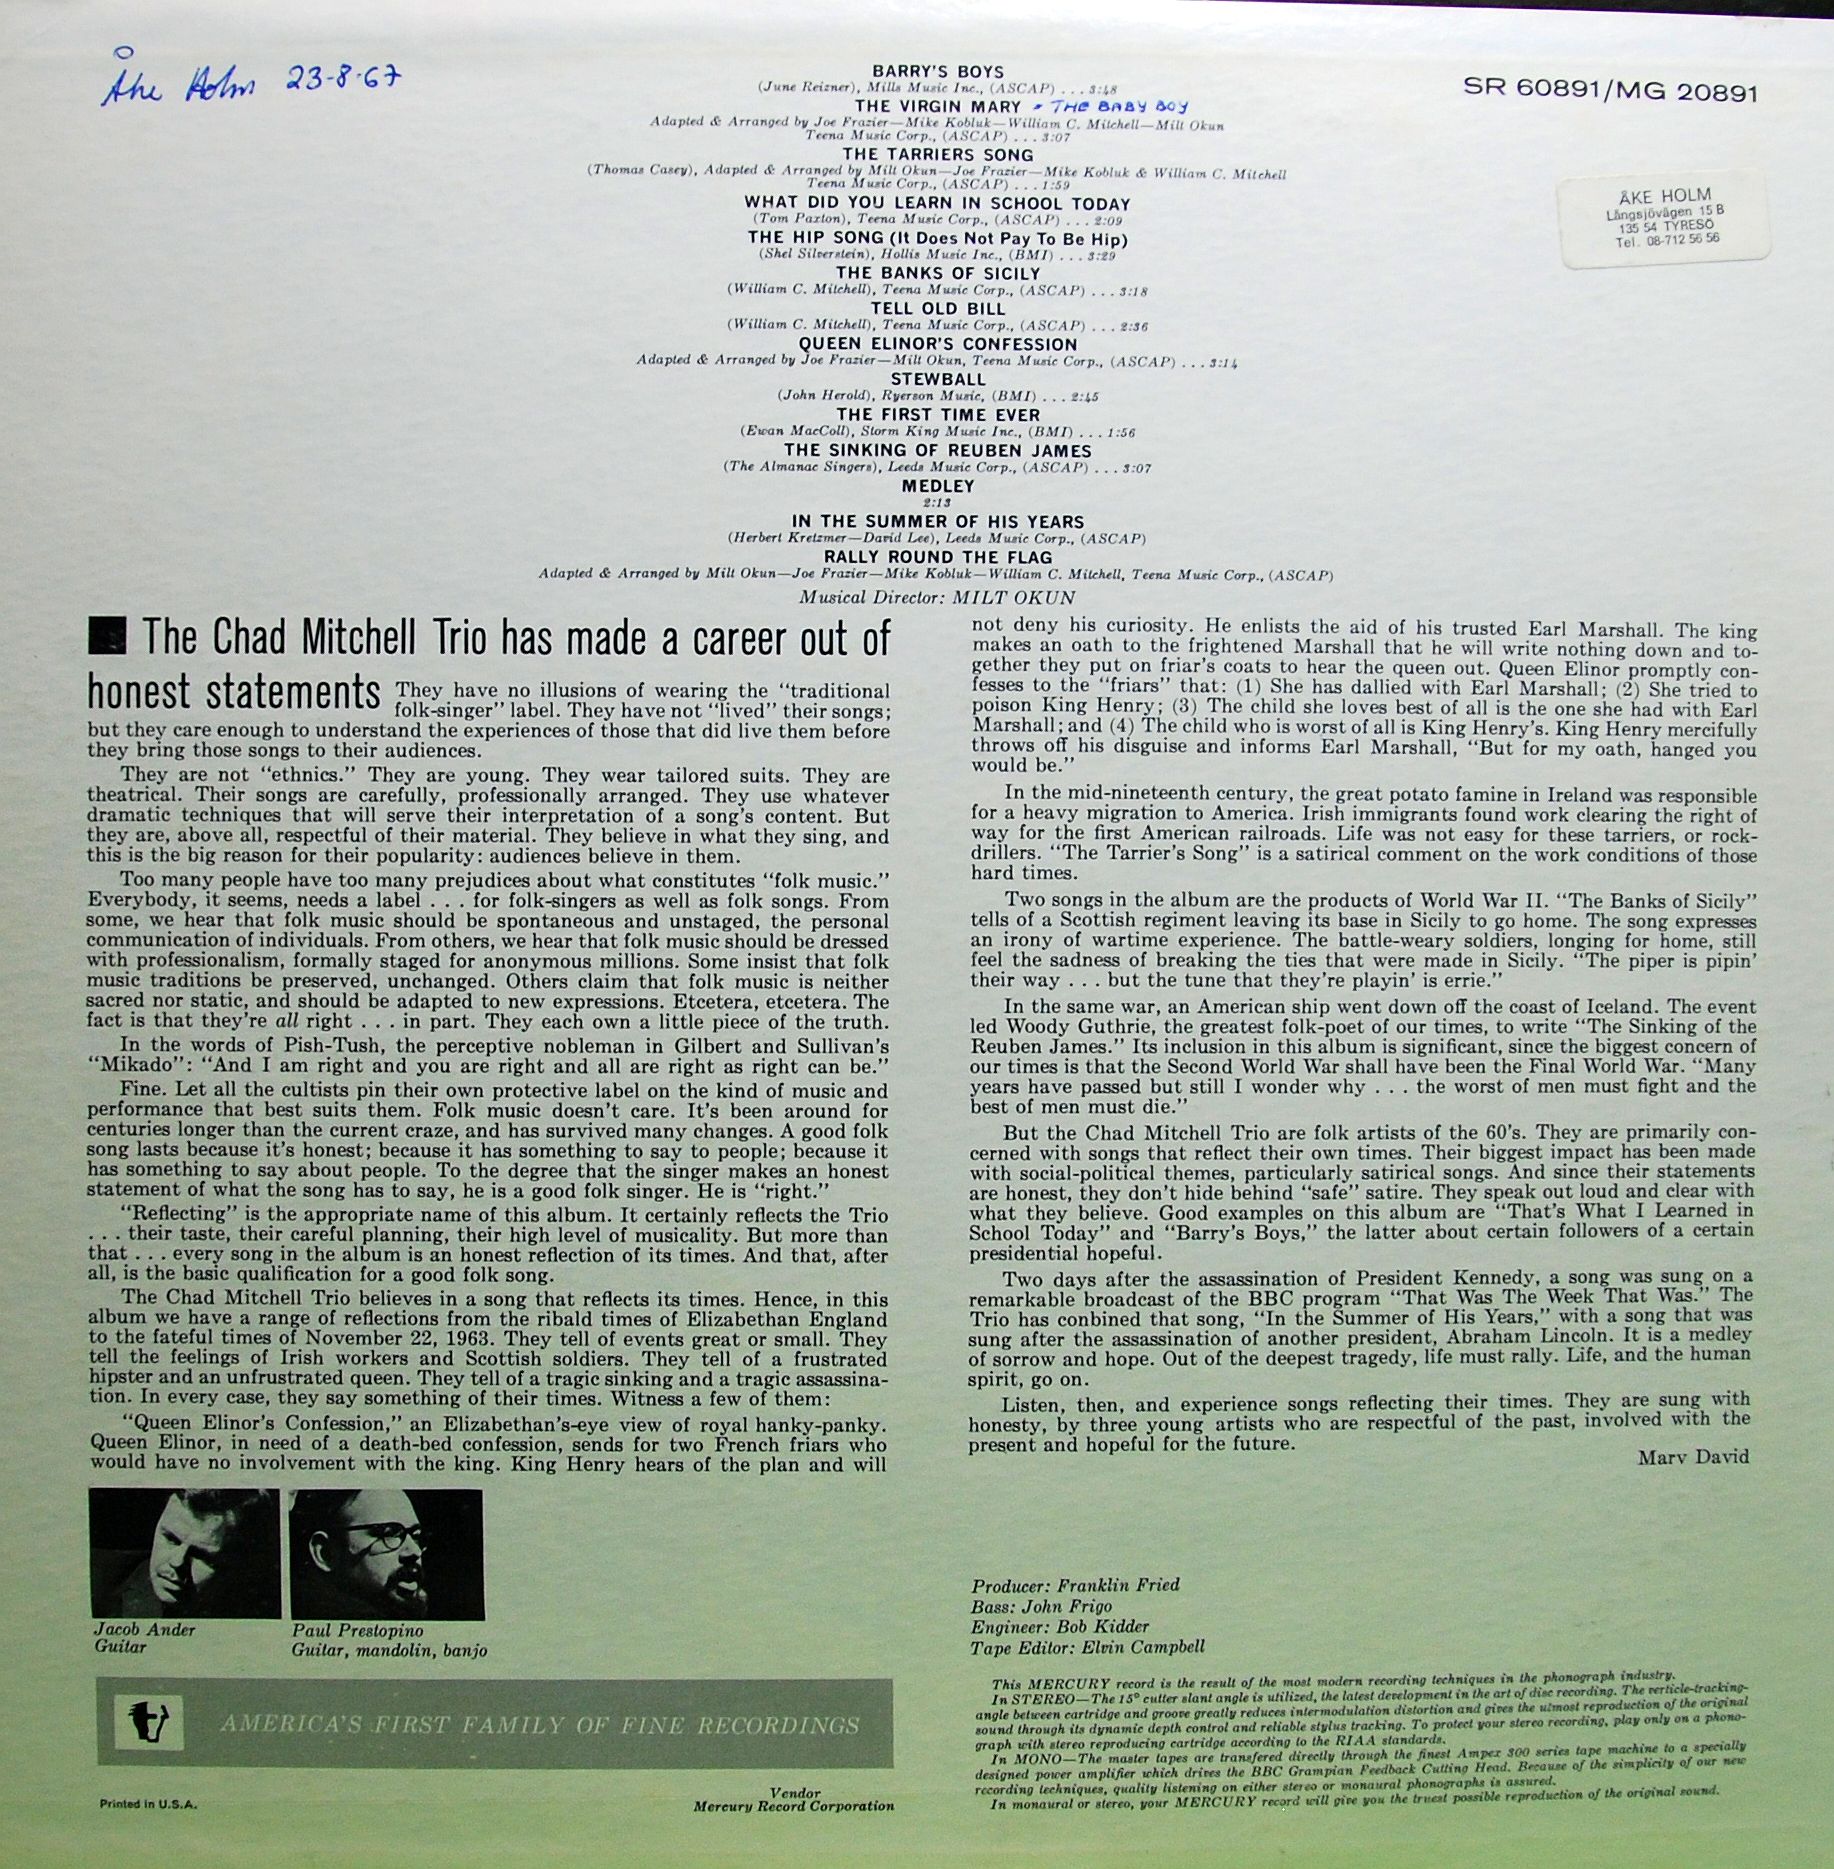 Åke Holm 23-8-67
BARRY'S BOYS
(June Reizner), Mills Music Inc., (ASCAP) . . . 3:48
THE VIRGIN MARY - THE BABY BOY
Adapted & Arranged by Joe Frazier—Mike Kobluk—William C. Mitchell—Milt Okun
Teena Music Corp., (ASCAP) . . . 3:07
THE TARRIERS SONG
(Thomas Casey), Adapted & Arranged by Milt Okun—Joe Frazier—Mike Kobluk & William C. Mitchell
Teena Music Corp., (ASCAP) . . . 1:59
WHAT DID YOU LEARN IN SCHOOL TODAY
(Tom Paxton), Teena Music Corp., (ASCAP) . . . 2:09
THE HIP SONG (It Does Not Pay To Be Hip)
(Shel Silverstein), Hollis Music Inc., (BMI) . . . 3:29
THE BANKS OF SICILY
(William C. Mitchell), Teena Music Corp., (ASCAP) . . . 3:18
TELL OLD BILL
(William C. Mitchell), Teena Music Corp., (ASCAP) . . . 2:36
QUEEN ELINOR'S CONFESSION
Adapted & Arranged by Joe Frazier—Milt Okun, Teena Music Corp., (ASCAP) . . . 3:14
STEWBALL
(John Herold), Ryerson Music, (BMI) . . . 2:45
THE FIRST TIME EVER
(Ewan MacColl), Storm King Music Inc., (BMI) . . . 1:56
THE SINKING OF REUBEN JAMES
(The Almanac Singers), Leeds Music Corp., (ASCAP) . . . 3:07
MEDLEY
2:13
IN THE SUMMER OF HIS YEARS
(Herbert Kretzmer—David Lee), Leeds Music Corp., (ASCAP)
RALLY ROUND THE FLAG
Adapted & Arranged by Milt Okun—Joe Frazier—Mike Kobluk—William C. Mitchell, Teena Music Corp., (ASCAP)
Musical Director: MILT OKUN
SR 60891/MG 20891
ÅKE HOLM
Långsjövägen 15 B
135 54 TYRESÖ
Tel. 08-712 56 56
The Chad Mitchell Trio has made a career out of
honest statements They have no illusions of wearing the "traditional
folk-singer" label. They have not "lived" their songs;
but they care enough to understand the experiences of those that did live them before
they bring those songs to their audiences.
They are not "ethnics." They are young. They wear tailored suits. They are
theatrical. Their songs are carefully, professionally arranged. They use whatever
dramatic techniques that will serve their interpretation of a song's content. But
they are, above all, respectful of their material. They believe in what they sing, and
this is the big reason for their popularity: audiences believe in them.
Too many people have too many prejudices about what constitutes "folk music."
Everybody, it seems, needs a label . . . for folk-singers as well as folk songs. From
some, we hear that folk music should be spontaneous and unstaged, the personal
communication of individuals. From others, we hear that folk music should be dressed
with professionalism, formally staged for anonymous millions. Some insist that folk
music traditions be preserved, unchanged. Others claim that folk music is neither
sacred nor static, and should be adapted to new expressions. Etcetera, etcetera. The
fact is that they're all right . . . in part. They each own a little piece of the truth.
In the words of Pish-Tush, the perceptive nobleman in Gilbert and Sullivan's
"Mikado": "And I am right and you are right and all are right as right can be."
Fine. Let all the cultists pin their own protective label on the kind of music and
performance that best suits them. Folk music doesn't care. It's been around for
centuries longer than the current craze, and has survived many changes. A good folk
song lasts because it's honest; because it has something to say to people; because it
has something to say about people. To the degree that the singer makes an honest
statement of what the song has to say, he is a good folk singer. He is "right."
"Reflecting" is the appropriate name of this album. It certainly reflects the Trio
. . . their taste, their careful planning, their high level of musicality. But more than
that . . . every song in the album is an honest reflection of its times. And that, after
all, is the basic qualification for a good folk song.
The Chad Mitchell Trio believes in a song that reflects its times. Hence, in this
album we have a range of reflections from the ribald times of Elizabethan England
to the fateful times of November 22, 1963. They tell of events great or small. They
tell the feelings of Irish workers and Scottish soldiers. They tell of a frustrated
hipster and an unfrustrated queen. They tell of a tragic sinking and a tragic assassina-
tion. In every case, they say something of their times. Witness a few of them:
"Queen Elinor's Confession," an Elizabethan's-eye view of royal hanky-panky.
Queen Elinor, in need of a death-bed confession, sends for two French friars who
would have no involvement with the king. King Henry hears of the plan and will
not deny his curiosity. He enlists the aid of his trusted Earl Marshall. The king
makes an oath to the frightened Marshall that he will write nothing down and to-
gether they put on friar's coats to hear the queen out. Queen Elinor promptly con-
fesses to the "friars" that: (1) She has dallied with Earl Marshall; (2) She tried to
poison King Henry; (3) The child she loves best of all is the one she had with Earl
Marshall; and (4) The child who is worst of all is King Henry's. King Henry mercifully
throws off his disguise and informs Earl Marshall, "But for my oath, hanged you
would be."
In the mid-nineteenth century, the great potato famine in Ireland was responsible
for a heavy migration to America. Irish immigrants found work clearing the right of
way for the first American railroads. Life was not easy for these tarriers, or rock-
drillers. "The Tarrier's Song" is a satirical comment on the work conditions of those
hard times.
Two songs in the album are the products of World War II. "The Banks of Sicily"
tells of a Scottish regiment leaving its base in Sicily to go home. The song expresses
an irony of wartime experience. The battle-weary soldiers, longing for home, still
feel the sadness of breaking the ties that were made in Sicily. "The piper is pipin'
their way . . . but the tune that they're playin' is errie."
In the same war, an American ship went down off the coast of Iceland. The event
led Woody Guthrie, the greatest folk-poet of our times, to write "The Sinking of the
Reuben James." Its inclusion in this album is significant, since the biggest concern of
our times is that the Second World War shall have been the Final World War. "Many
years have passed but still I wonder why . . . the worst of men must fight and the
best of men must die."
But the Chad Mitchell Trio are folk artists of the 60's. They are primarily con-
cerned with songs that reflect their own times. Their biggest impact has been made
with social-political themes, particularly satirical songs. And since their statements
are honest, they don't hide behind "safe" satire. They speak out loud and clear with
what they believe. Good examples on this album are "That's What I Learned in
School Today" and "Barry's Boys," the latter about certain followers of a certain
presidential hopeful.
Two days after the assassination of President Kennedy, a song was sung on a
remarkable broadcast of the BBC program "That Was The Week That Was." The
Trio has conbined that song, "In the Summer of His Years," with a song that was
sung after the assassination of another president, Abraham Lincoln. It is a medley
of sorrow and hope. Out of the deepest tragedy, life must rally. Life, and the human
spirit, go on.
Listen, then, and experience songs reflecting their times. They are sung with
honesty, by three young artists who are respectful of the past, involved with the
present and hopeful for the future.
Marv David
Jacob Ander
Guitar
Paul Prestopino
Guitar, mandolin, banjo
Producer: Franklin Fried
Bass: John Frigo
Engineer: Bob Kidder
Tape Editor: Elvin Campbell
AMERICA'S FIRST FAMILY OF FINE RECORDINGS
Printed in U.S.A.
Vendor
Mercury Record Corporation
This MERCURY record is the result of the most modern recording techniques in the phonograph industry.
In STEREO—The 15° cutter slant angle is utilized, the latest development in the art of disc recording. The verticle-tracking-
angle between cartridge and groove greatly reduces intermodulation distortion and gives the utmost reproduction of the original
sound through its dynamic depth control and reliable stylus tracking. To protect your stereo recording, play only on a phono-
graph with stereo reproducing cartridge according to the RIAA standards.
In MONO—The master tapes are transfered directly through the finest Ampex 300 series tape machine to a specially
designed power amplifier which drives the BBC Grampian Feedback Cutting Head. Because of the simplicity of our new
recording techniques, quality listening on either stereo or monaural phonographs is assured.
In monaural or stereo, your MERCURY record will give you the truest possible reproduction of the original sound.